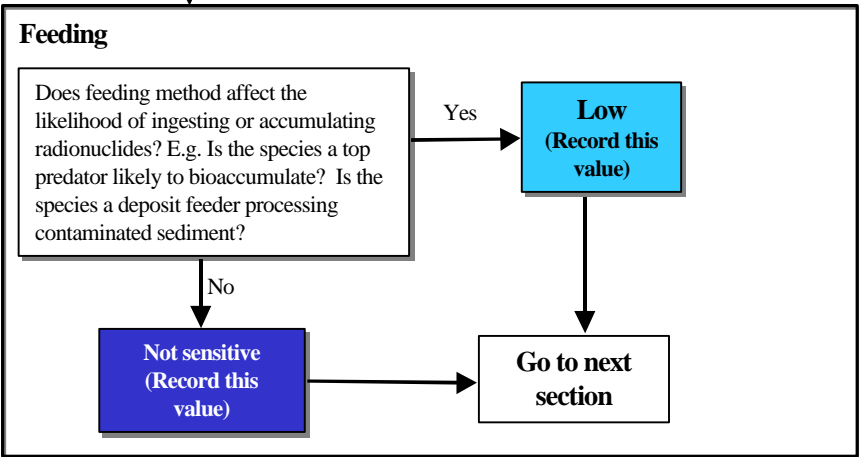 Feeding
Does feeding method affect the
likelihood of ingesting or accumulating
radionuclides? E.g. Is the species a top
predator likely to bioaccumulate?  Is the
species a deposit feeder processing
contaminated sediment?
Yes
Low
(Record this
value)
No
Not sensitive
(Record this
value)
Go to next
section